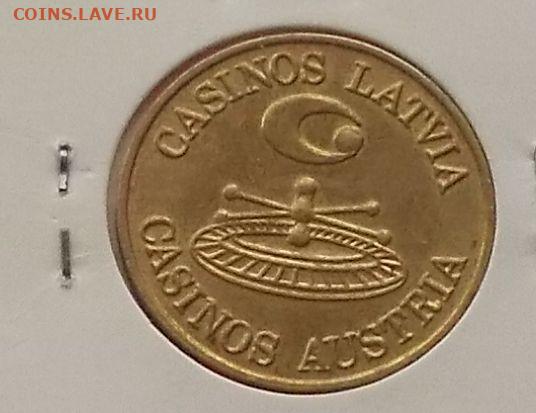 COINS.LAVE.RU
CASINOS LATVIA
CASINOS AUSTRIA